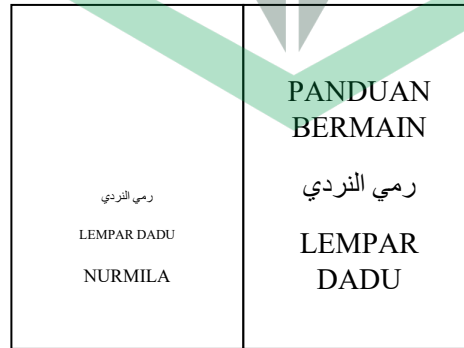 رمي النردي
LEMPAR DADU
NURMILA
PANDUAN
BERMAIN
رمي النردي
LEMPAR
DADU